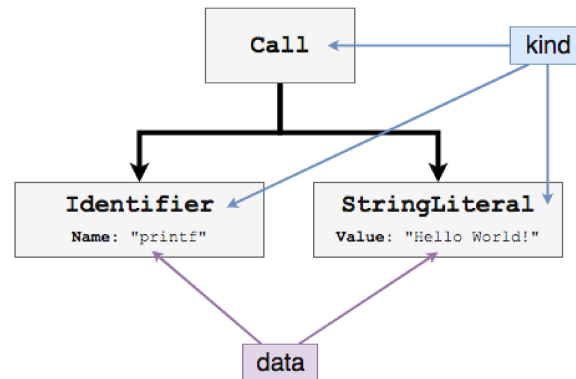 Call
kind
Identifier
Name: "printf"
StringLiteral
Value: "Hello World!"
data